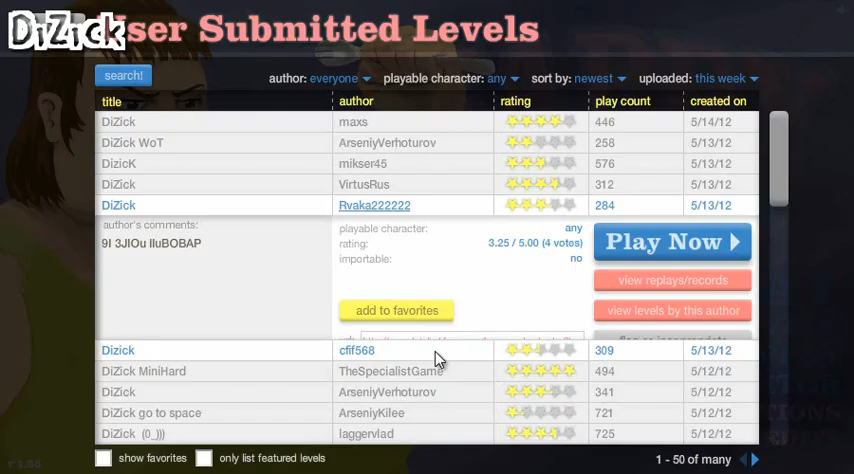 DiZick
User Submitted Levels
search!
author: everyone playable character: any sort by: newest uploaded: this week
title author rating play count created on
DiZick maxs 446 5/14/12
DiZick WoT ArseniyVerhoturov 258 5/13/12
DizicK mikser45 576 5/13/12
DiZick VirtusRus 312 5/13/12
DiZick Rvaka222222 284 5/13/12
author's comments:
9I 3JIOu IIuBOBAP
playable character: any
rating: 3.25 / 5.00 (4 votes)
importable: no
Play Now
view replays/records
add to favorites
view levels by this author
Dizick cfif568 309 5/13/12
DiZick MiniHard TheSpecialistGame 494 5/12/12
DiZick ArseniyVerhoturov 341 5/12/12
DiZick go to space ArseniyKilee 721 5/12/12
DiZick (0_))) laggervlad 725 5/12/12
show favorites only list featured levels 1 - 50 of many